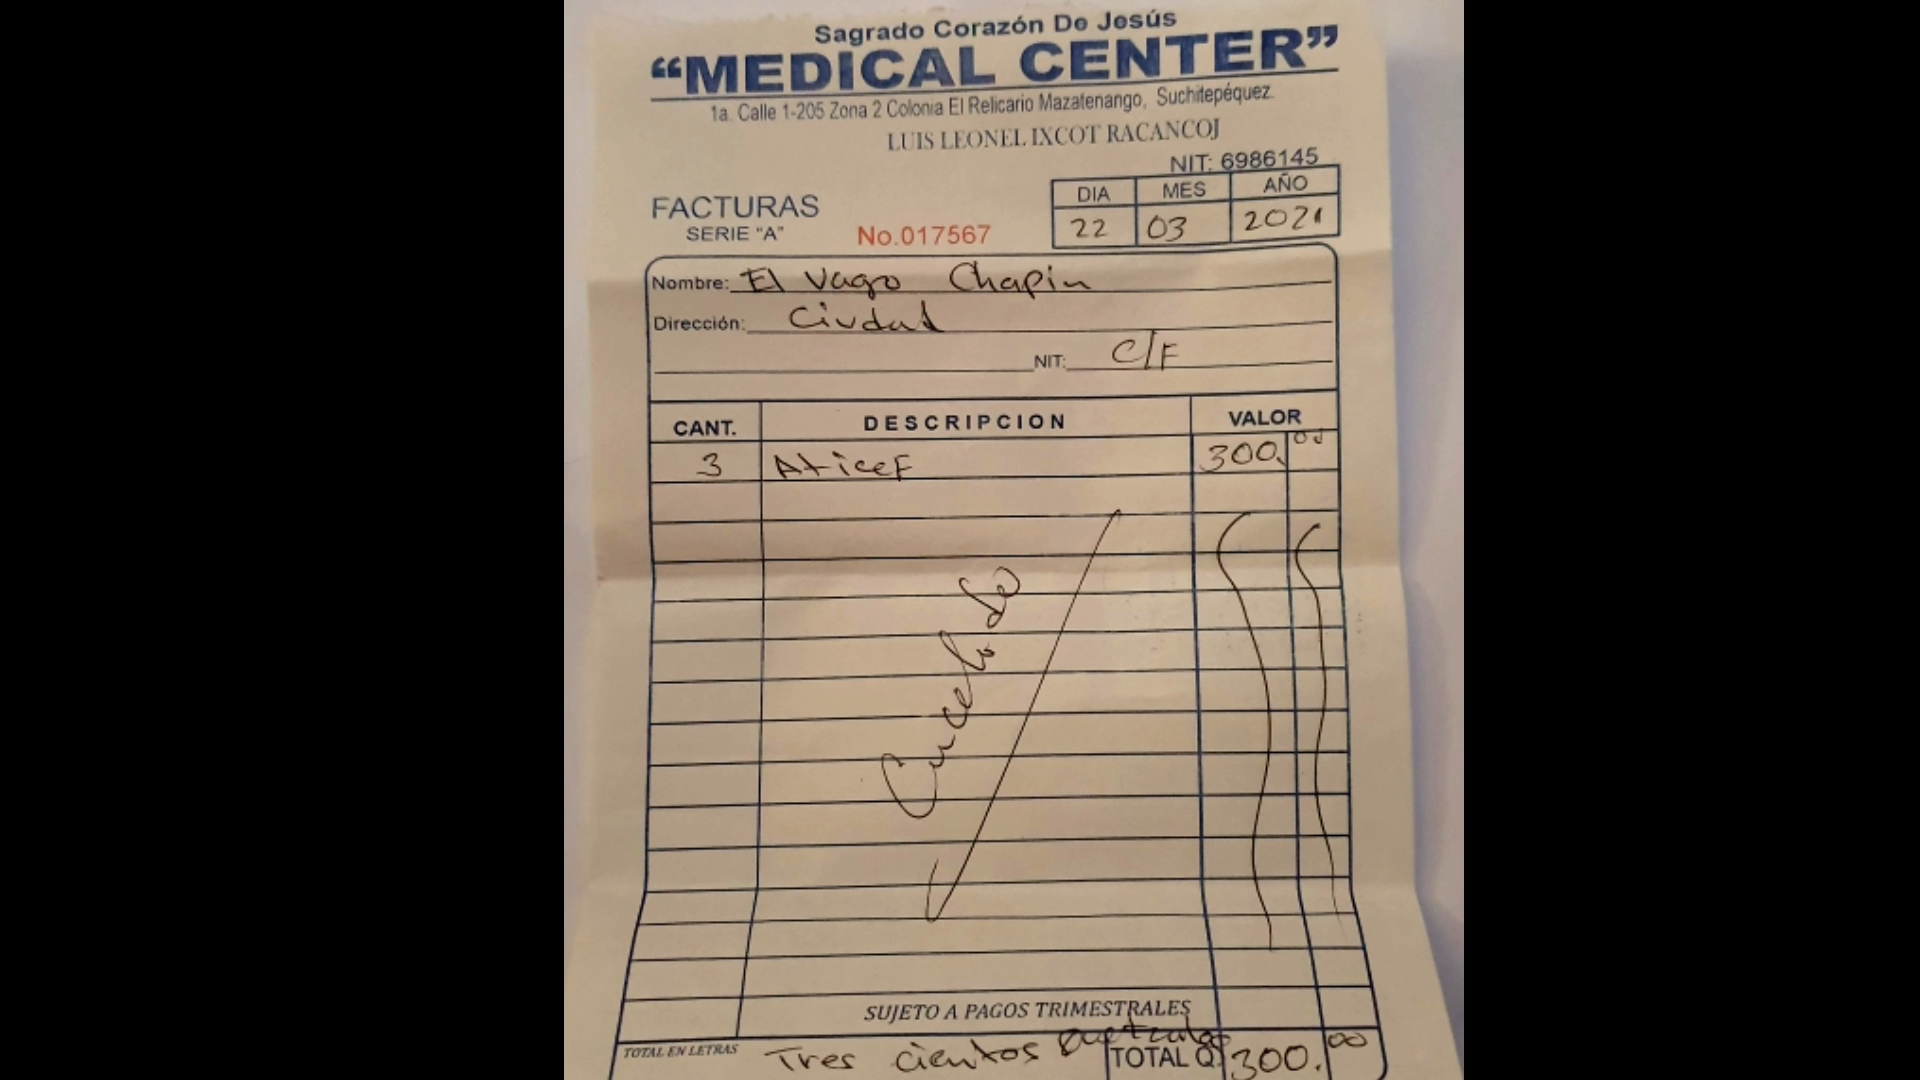 Sagrado Corazón De Jesús
“MEDICAL CENTER”
1a. Calle 1-205 Zona 2 Colonia El Relicario Mazatenango, Suchitepéquez.
LUIS LEONEL IXCOT RACANCOJ
NIT: 6986145
DIA MES AÑO
22 03 2021
FACTURAS
SERIE "A" No.017567
Nombre: El Vago Chapin
Dirección: Ciudad
NIT: C/F
CANT. DESCRIPCION VALOR
3 Aticef 300.00
Cancelado
SUJETO A PAGOS TRIMESTRALES
TOTAL EN LETRAS Tres cientos quetzales TOTAL Q. 300.00